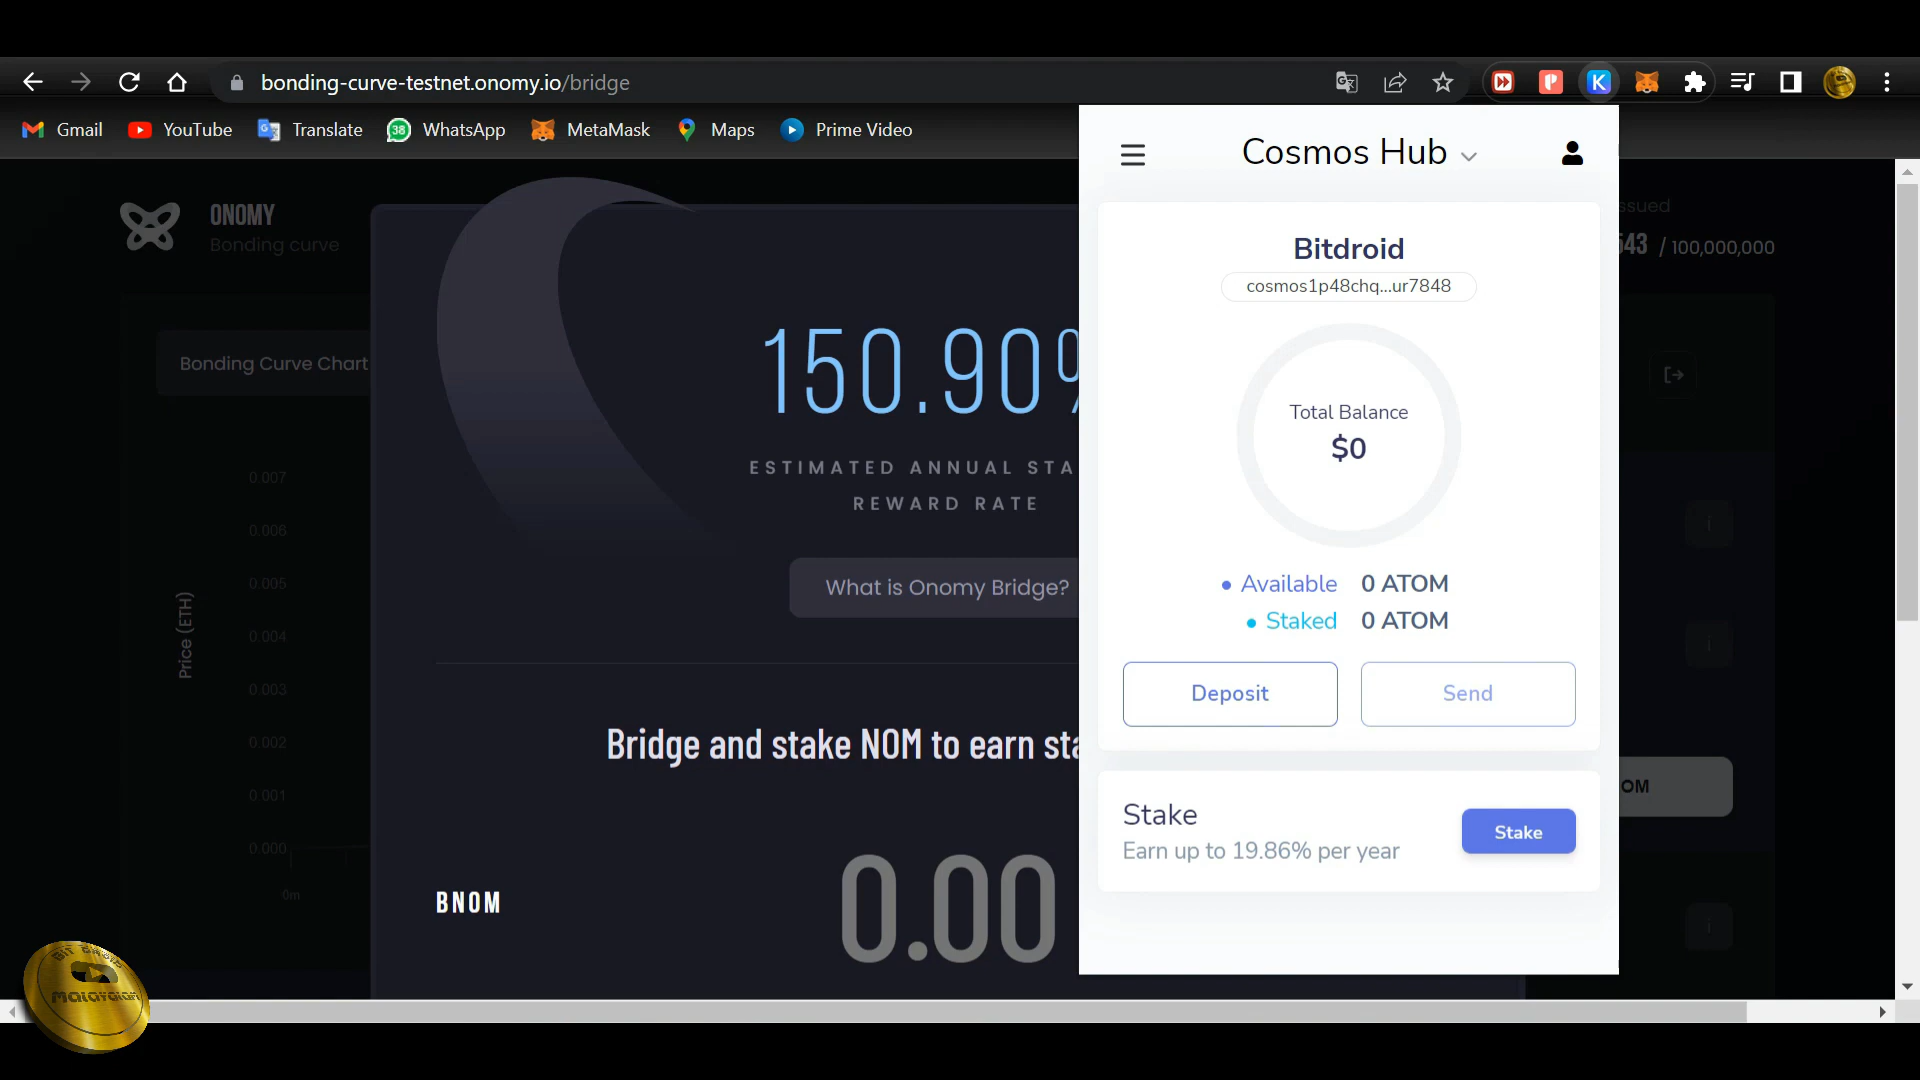 bonding-curve-testnet.onomy.io/bridge
Gmail
YouTube
Translate
38
WhatsApp
MetaMask
Maps
Prime Video
K
ONOMY
Bonding curve
/ 100,000,000
Bonding Curve Chart
0.007
0.006
0.005
0.004
0.003
0.002
0.001
0.000
0m
Price (ETH)
150.90%
ESTIMATED ANNUAL STA
REWARD RATE
What is Onomy Bridge?
Bridge and stake NOM to earn sta
BNOM
0.00
Cosmos Hub
Bitdroid
cosmos1p48chq...ur7848
Total Balance
$0
Available 0 ATOM
Staked 0 ATOM
Deposit
Send
Stake
Earn up to 19.86% per year
Stake
BIT DROID
MALAYALAM